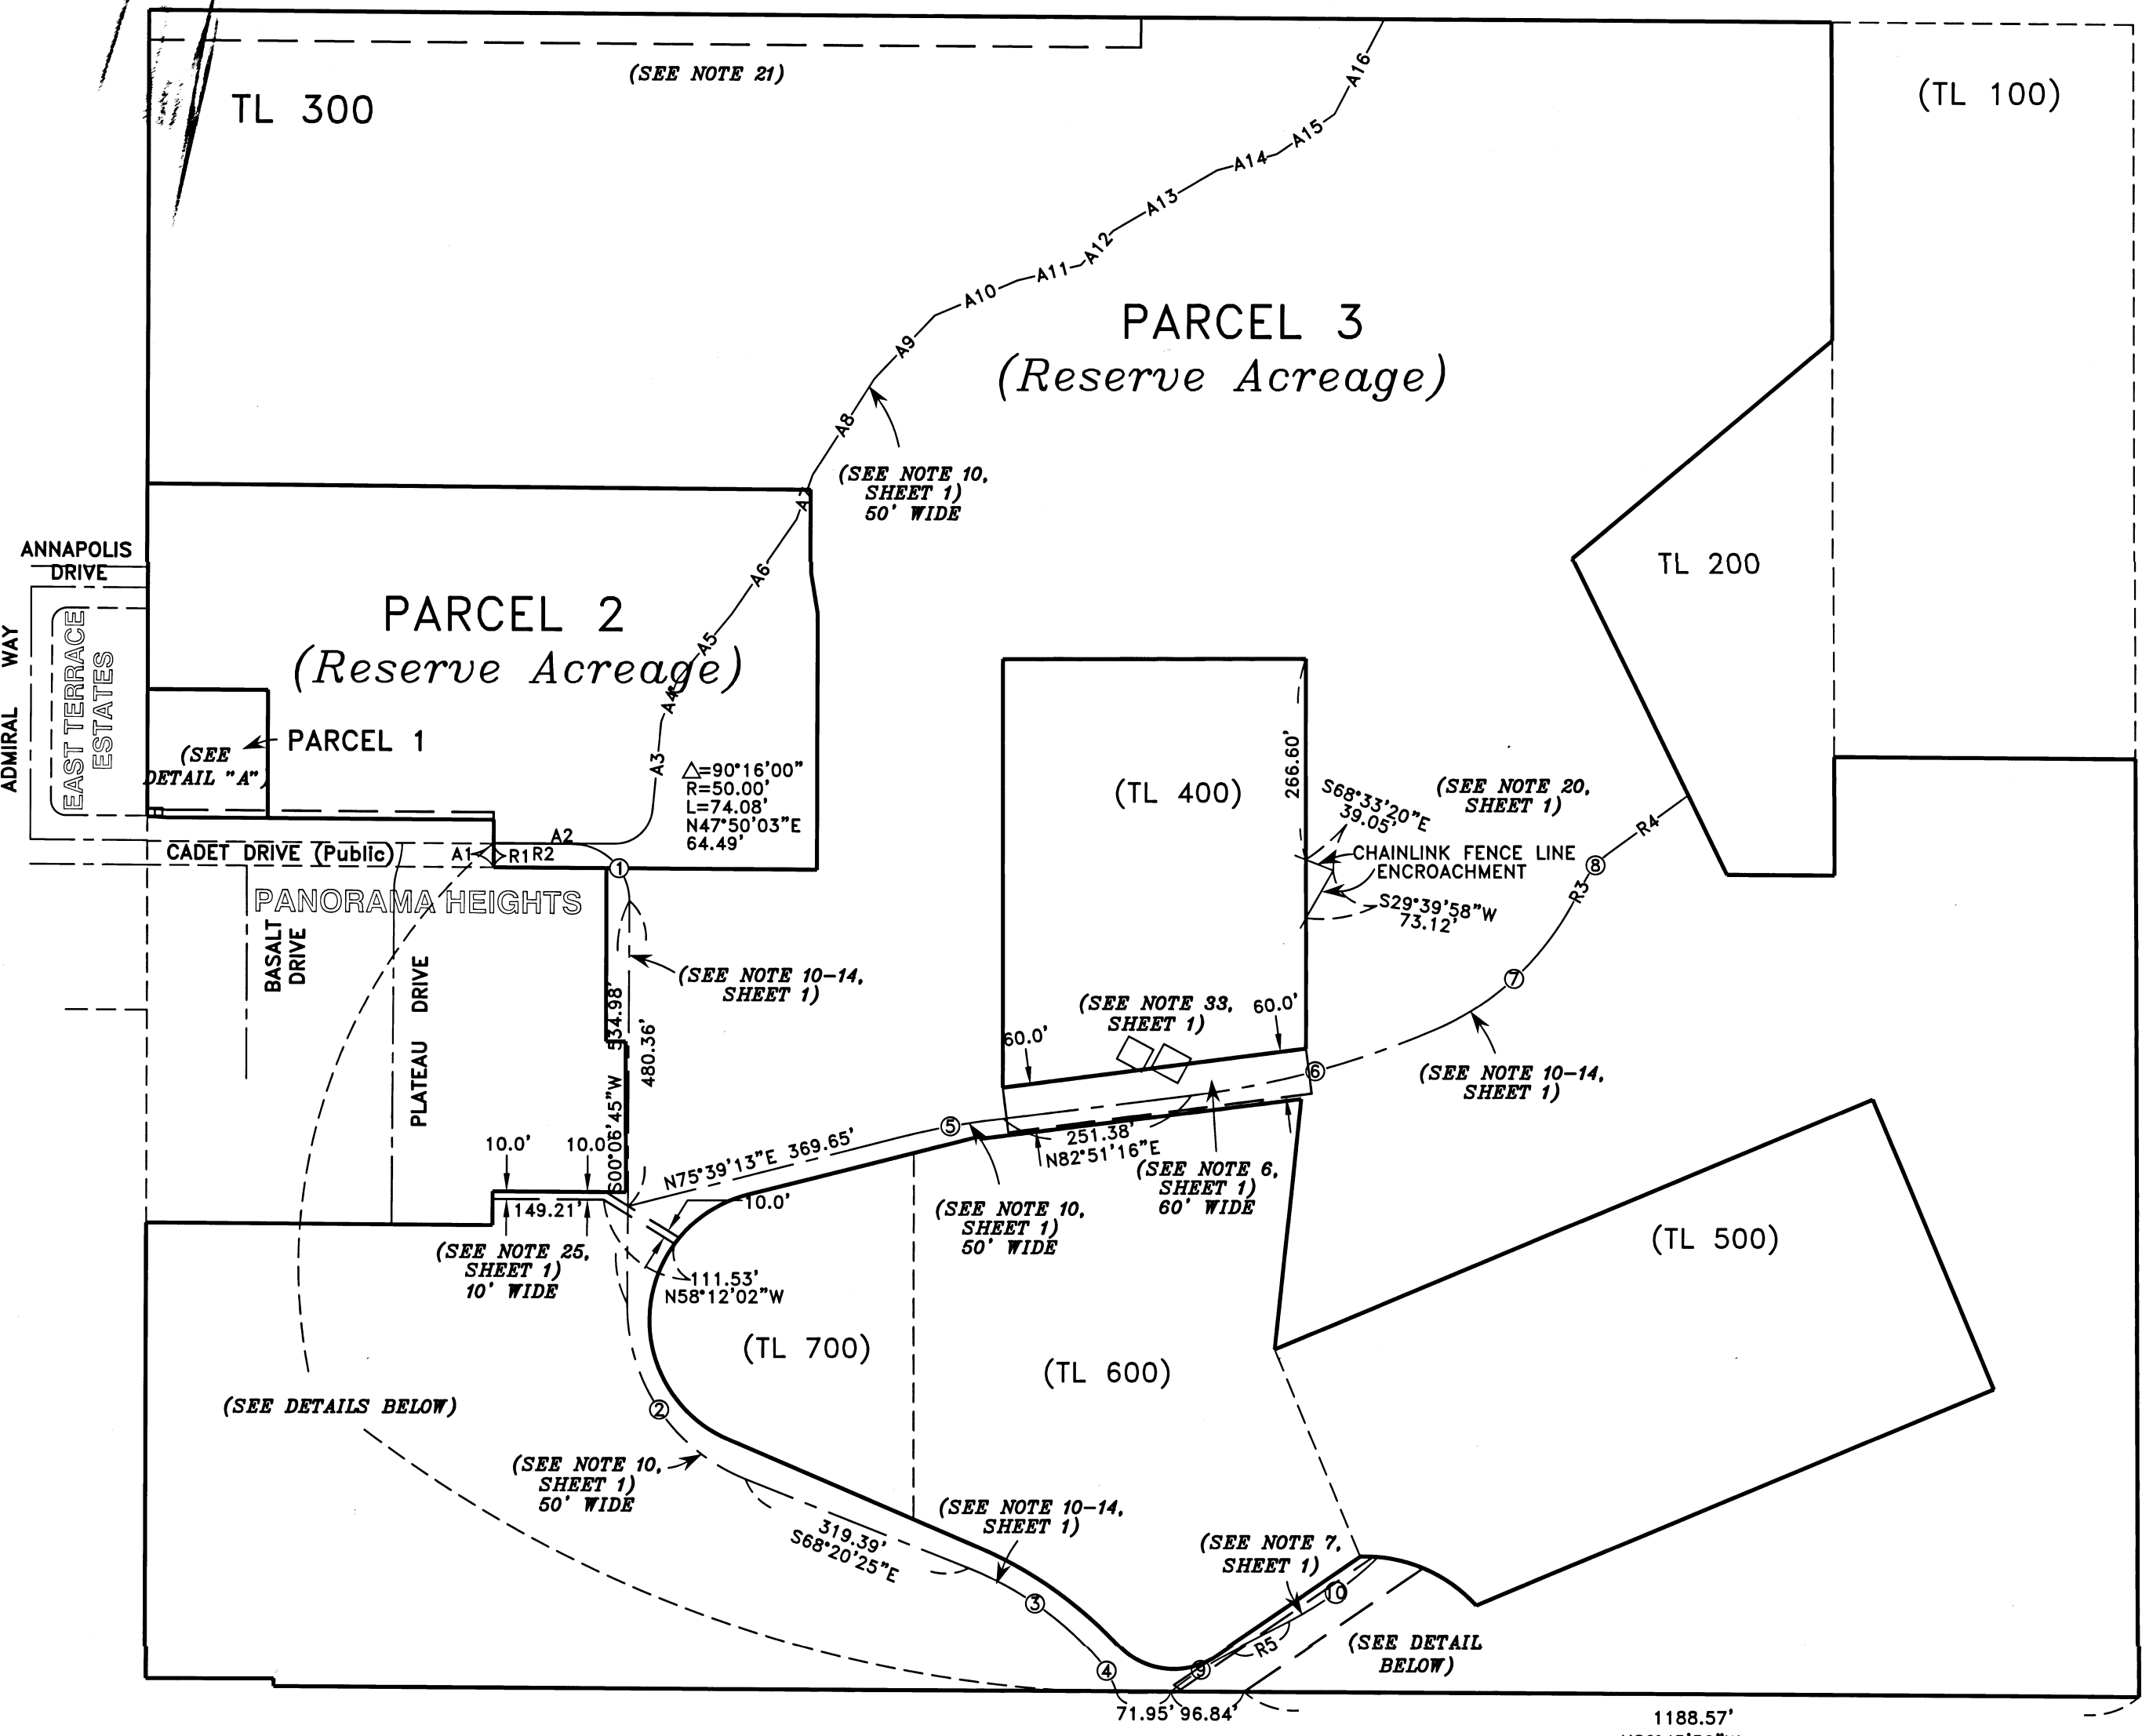 (SEE NOTE 21)
TL 300
(TL 100)
A16
A15
A14
A13
A12
A11
A10
A9
A8
PARCEL 3
(Reserve Acreage)
(SEE NOTE 10,
SHEET 1)
50' WIDE
ANNAPOLIS
DRIVE
ADMIRAL WAY
EAST TERRACE
ESTATES
PARCEL 2
(Reserve Acreage)
A6
A5
A4
A3
TL 200
PARCEL 1
(SEE
DETAIL "A")
△=90°16'00"
R=50.00'
L=74.08'
N47°50'03"E
64.49'
(TL 400)
266.60'
S68°33'20"E
39.05'
(SEE NOTE 20,
SHEET 1)
CHAINLINK FENCE LINE
ENCROACHMENT
S29°39'58"W
73.12'
R4
8
R3
7
A2
CADET DRIVE (Public)
A1
R1
R2
1
PANORAMA HEIGHTS
BASALT
DRIVE
PLATEAU DRIVE
(SEE NOTE 10-14,
SHEET 1)
534.98'
S00°06'45"W
480.36'
(SEE NOTE 33,
SHEET 1)
60.0'
60.0'
6
(SEE NOTE 10-14,
SHEET 1)
5
251.38'
N82°51'16"E
N75°39'13"E 369.65'
(SEE NOTE 6,
SHEET 1)
60' WIDE
(SEE NOTE 10,
SHEET 1)
50' WIDE
10.0'
10.0'
149.21'
10.0'
(SEE NOTE 25,
SHEET 1)
10' WIDE
111.53'
N58°12'02"W
(TL 500)
(TL 700)
(TL 600)
(SEE DETAILS BELOW)
2
(SEE NOTE 10,
SHEET 1)
50' WIDE
319.39'
S68°20'25"E
(SEE NOTE 10-14,
SHEET 1)
3
4
(SEE NOTE 7,
SHEET 1)
10
R5
9
(SEE DETAIL
BELOW)
71.95'
96.84'
1188.57'